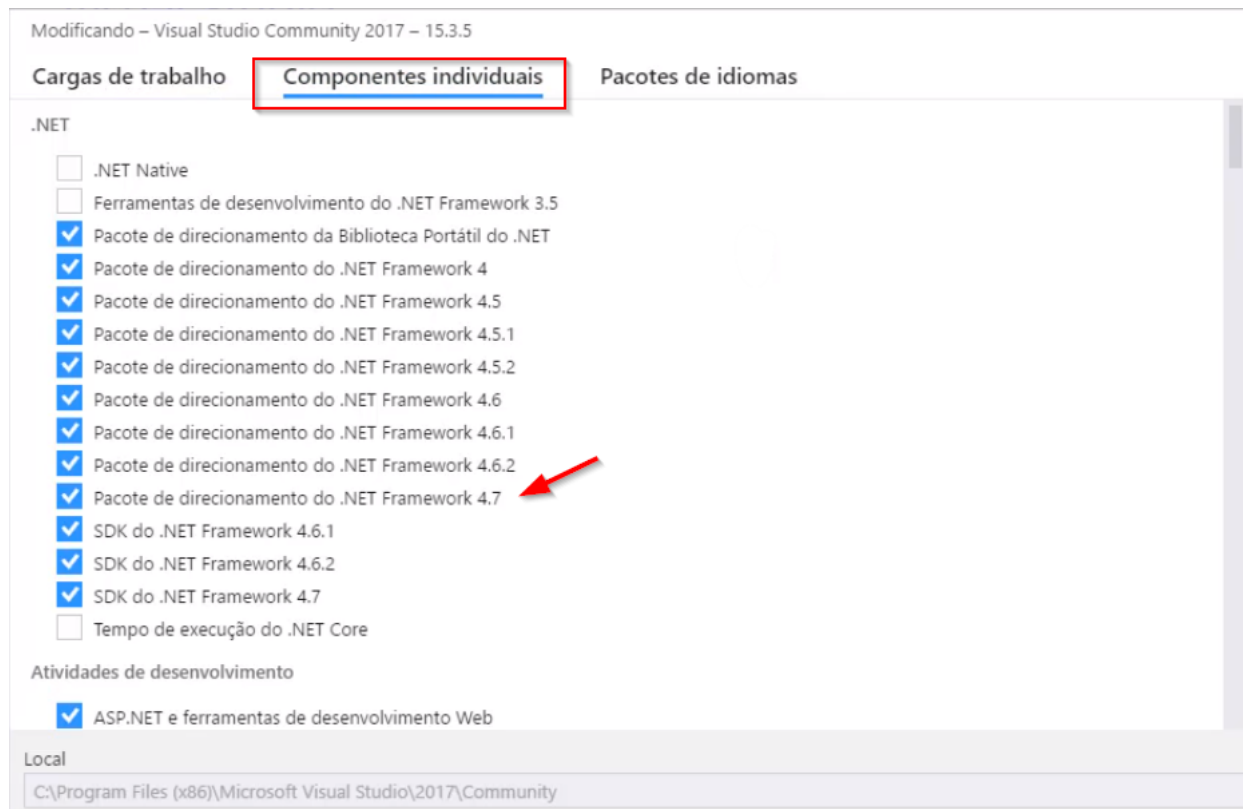 Modificando – Visual Studio Community 2017 – 15.3.5
Cargas de trabalho Componentes individuais Pacotes de idiomas
.NET
.NET Native
Ferramentas de desenvolvimento do .NET Framework 3.5
Pacote de direcionamento da Biblioteca Portátil do .NET
Pacote de direcionamento do .NET Framework 4
Pacote de direcionamento do .NET Framework 4.5
Pacote de direcionamento do .NET Framework 4.5.1
Pacote de direcionamento do .NET Framework 4.5.2
Pacote de direcionamento do .NET Framework 4.6
Pacote de direcionamento do .NET Framework 4.6.1
Pacote de direcionamento do .NET Framework 4.6.2
Pacote de direcionamento do .NET Framework 4.7
SDK do .NET Framework 4.6.1
SDK do .NET Framework 4.6.2
SDK do .NET Framework 4.7
Tempo de execução do .NET Core
Atividades de desenvolvimento
ASP.NET e ferramentas de desenvolvimento Web
Local
C:\Program Files (x86)\Microsoft Visual Studio\2017\Community